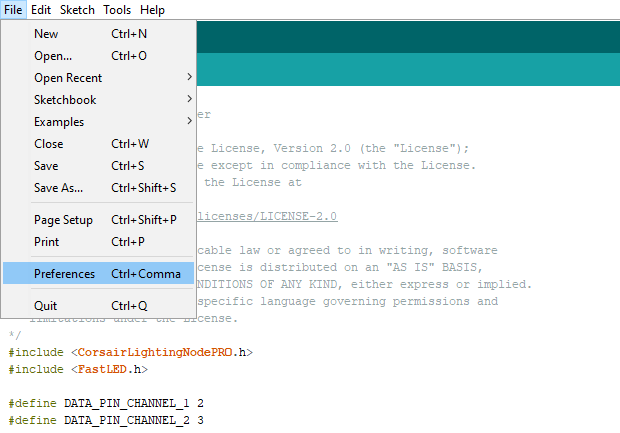 File Edit Sketch Tools Help
New Ctrl+N
Open... Ctrl+O
Open Recent
Sketchbook
Examples
Close Ctrl+W
Save Ctrl+S
Save As... Ctrl+Shift+S
Page Setup Ctrl+Shift+P
Print Ctrl+P
Preferences Ctrl+Comma
Quit Ctrl+Q
er
e License, Version 2.0 (the "License");
e except in compliance with the License.
the License at
licenses/LICENSE-2.0
cable law or agreed to in writing, software
cense is distributed on an "AS IS" BASIS,
NDITIONS OF ANY KIND, either express or implied.
specific language governing permissions and
limitations under the License.
*/
#include <CorsairLightingNodePRO.h>
#include <FastLED.h>
#define DATA_PIN_CHANNEL_1 2
#define DATA_PIN_CHANNEL_2 3